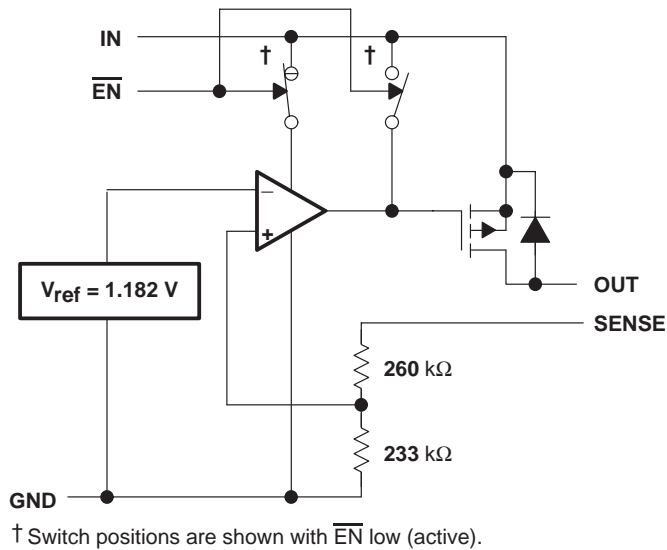 IN
† †
EN
−
+
Vref = 1.182 V
OUT
SENSE
260 kΩ
233 kΩ
GND
† Switch positions are shown with EN low (active).